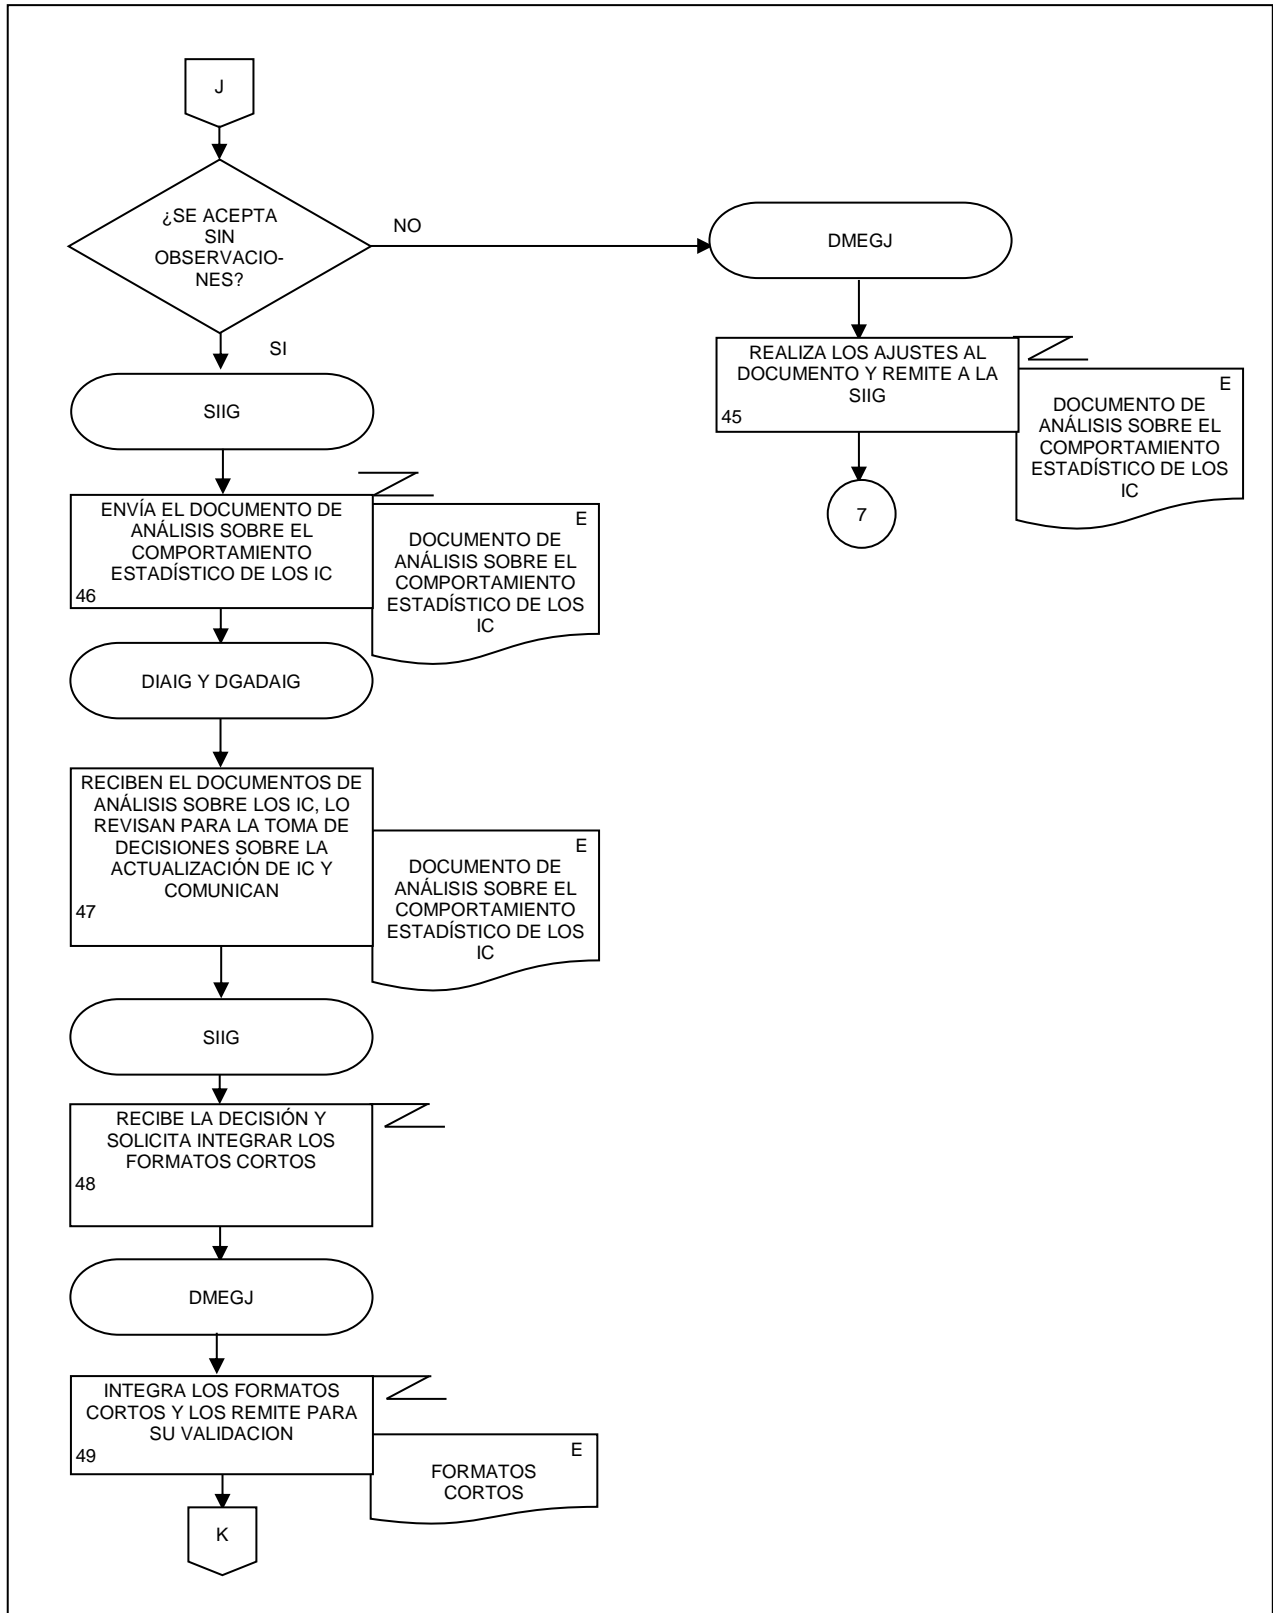 J
¿SE ACEPTA
SIN
OBSERVACIO-
NES?
NO
SI
DMEGJ
REALIZA LOS AJUSTES AL
DOCUMENTO Y REMITE A LA
SIIG
45
E
DOCUMENTO DE
ANÁLISIS SOBRE EL
COMPORTAMIENTO
ESTADÍSTICO DE LOS
IC
7
SIIG
ENVÍA EL DOCUMENTO DE
ANÁLISIS SOBRE EL
COMPORTAMIENTO
ESTADÍSTICO DE LOS IC
46
E
DOCUMENTO DE
ANÁLISIS SOBRE EL
COMPORTAMIENTO
ESTADÍSTICO DE LOS
IC
DIAIG Y DGADAIG
RECIBEN EL DOCUMENTOS DE
ANÁLISIS SOBRE LOS IC, LO
REVISAN PARA LA TOMA DE
DECISIONES SOBRE LA
ACTUALIZACIÓN DE IC Y
COMUNICAN
47
E
DOCUMENTO DE
ANÁLISIS SOBRE EL
COMPORTAMIENTO
ESTADÍSTICO DE LOS
IC
SIIG
RECIBE LA DECISIÓN Y
SOLICITA INTEGRAR LOS
FORMATOS CORTOS
48
DMEGJ
INTEGRA LOS FORMATOS
CORTOS Y LOS REMITE PARA
SU VALIDACION
49
E
FORMATOS
CORTOS
K